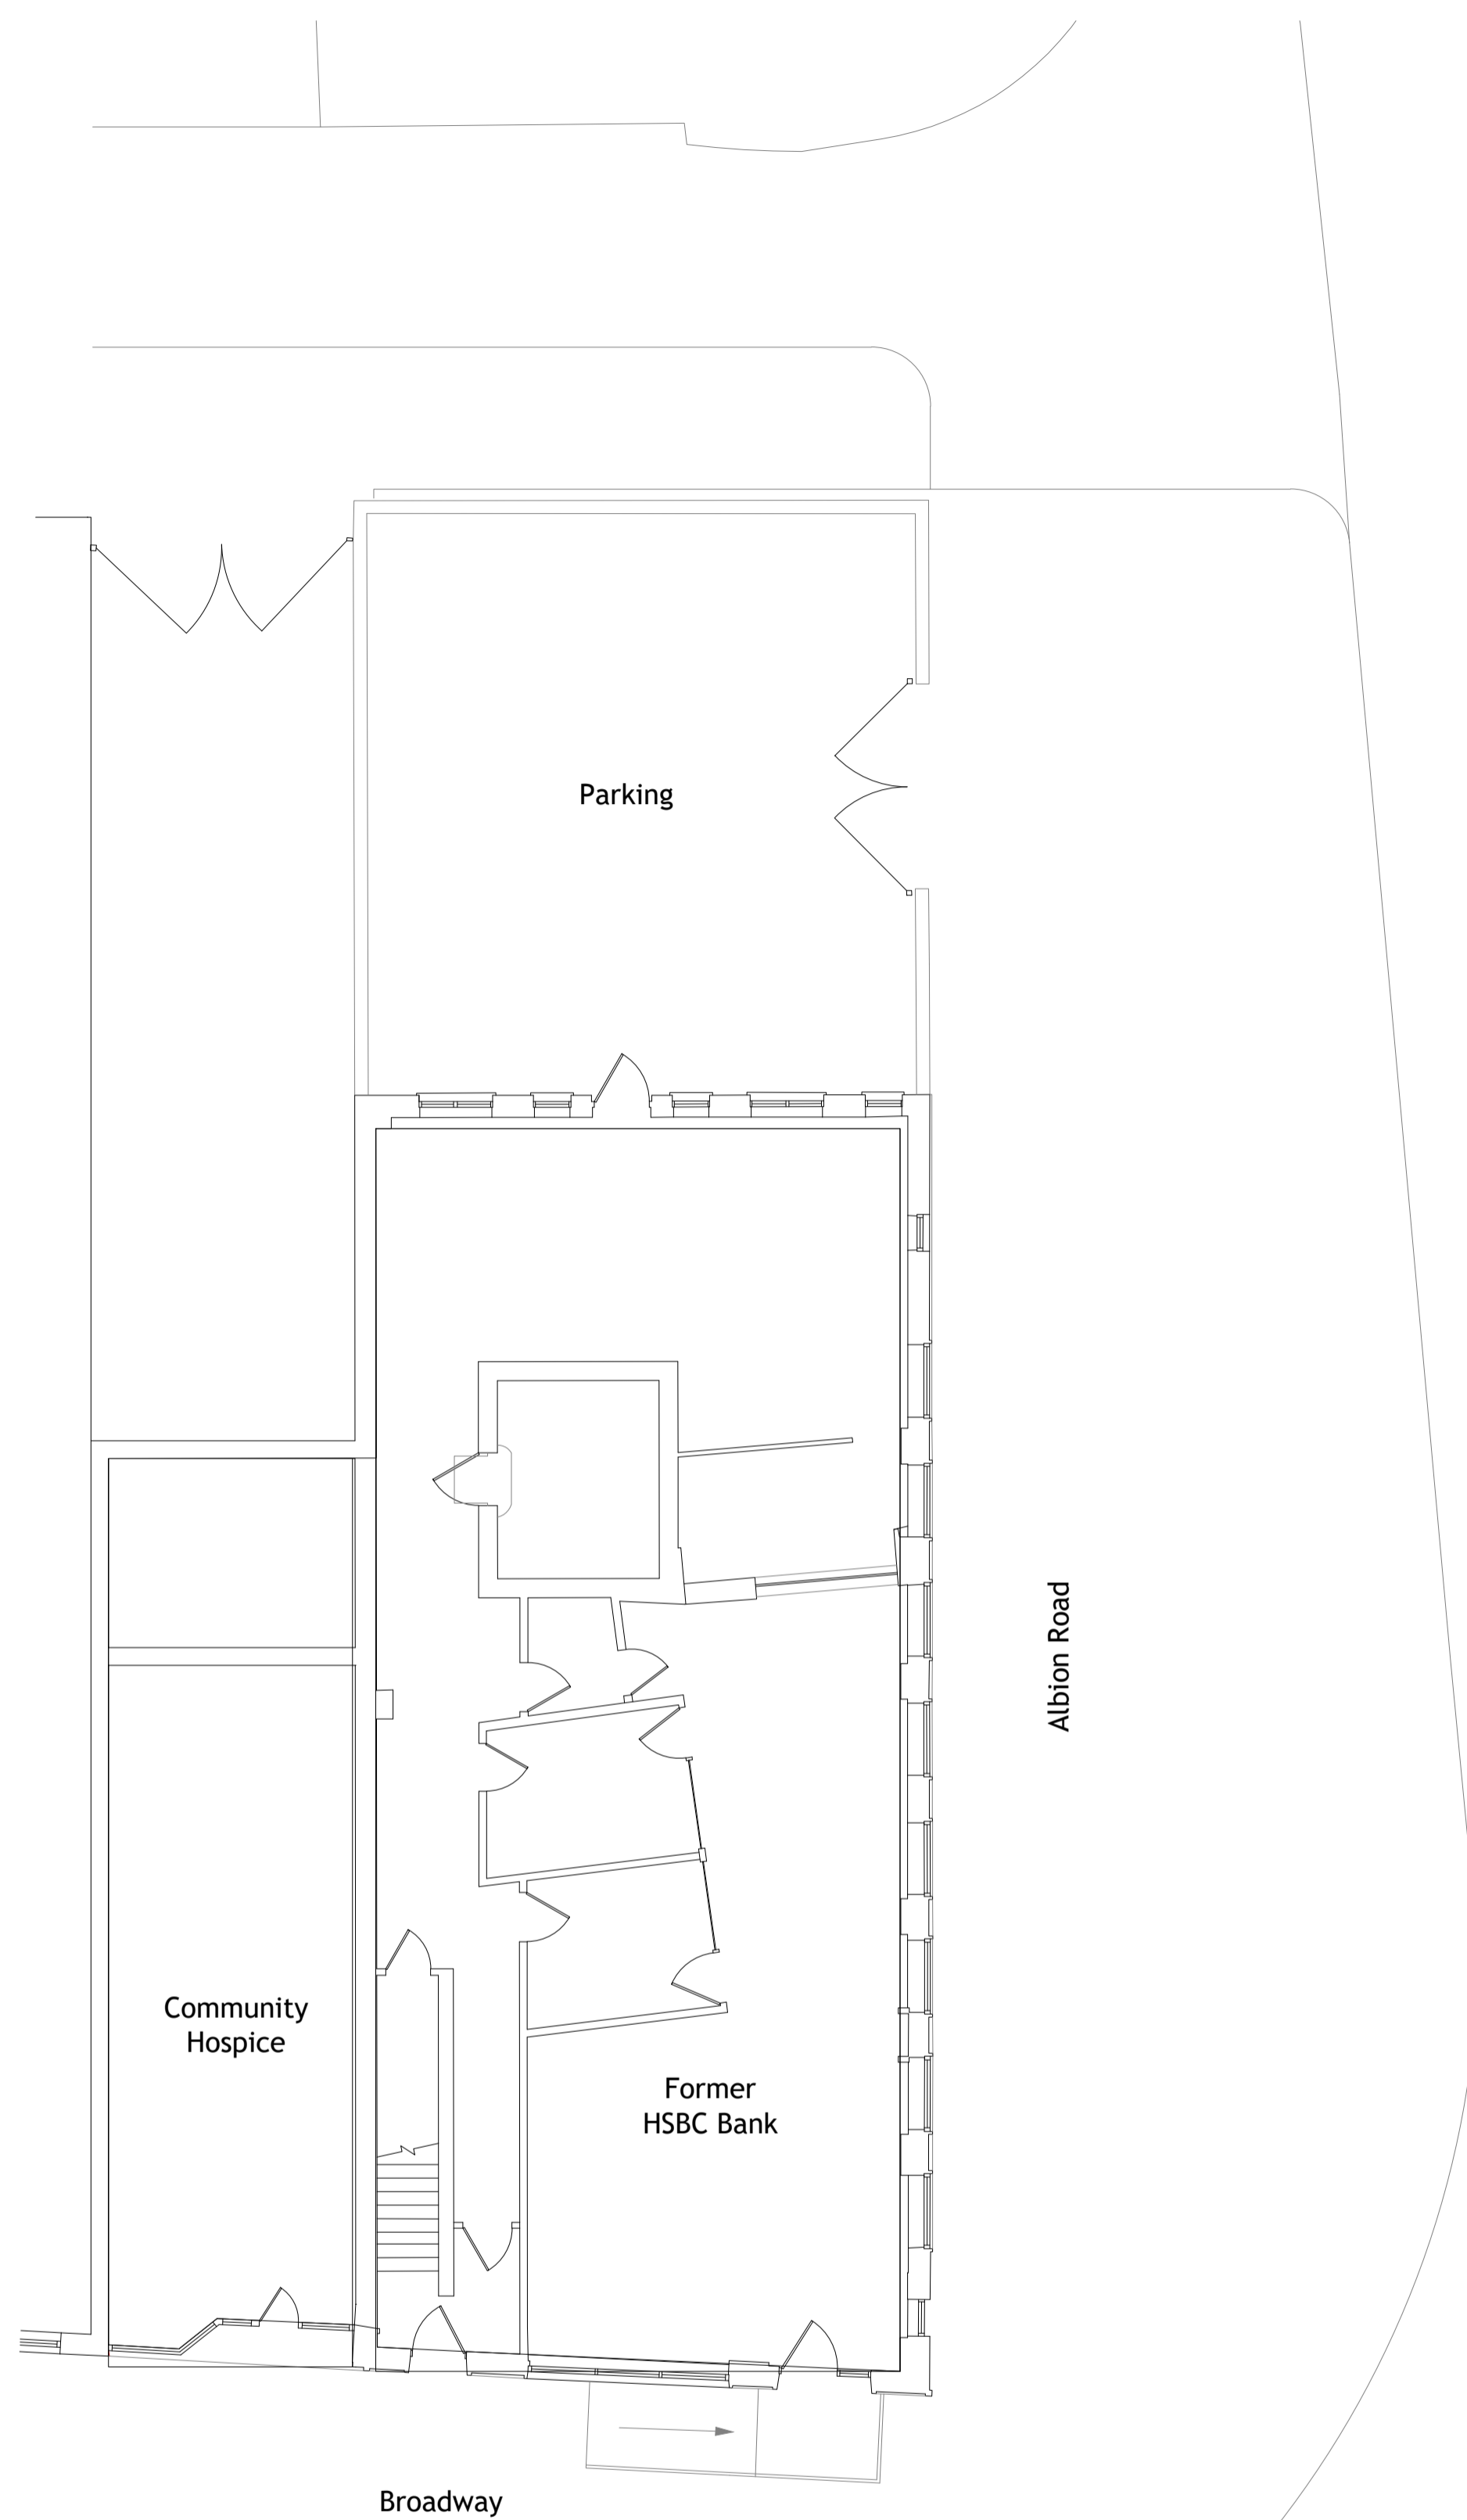 Parking
Albion Road
Community
Hospice
Former
HSBC Bank
Broadway